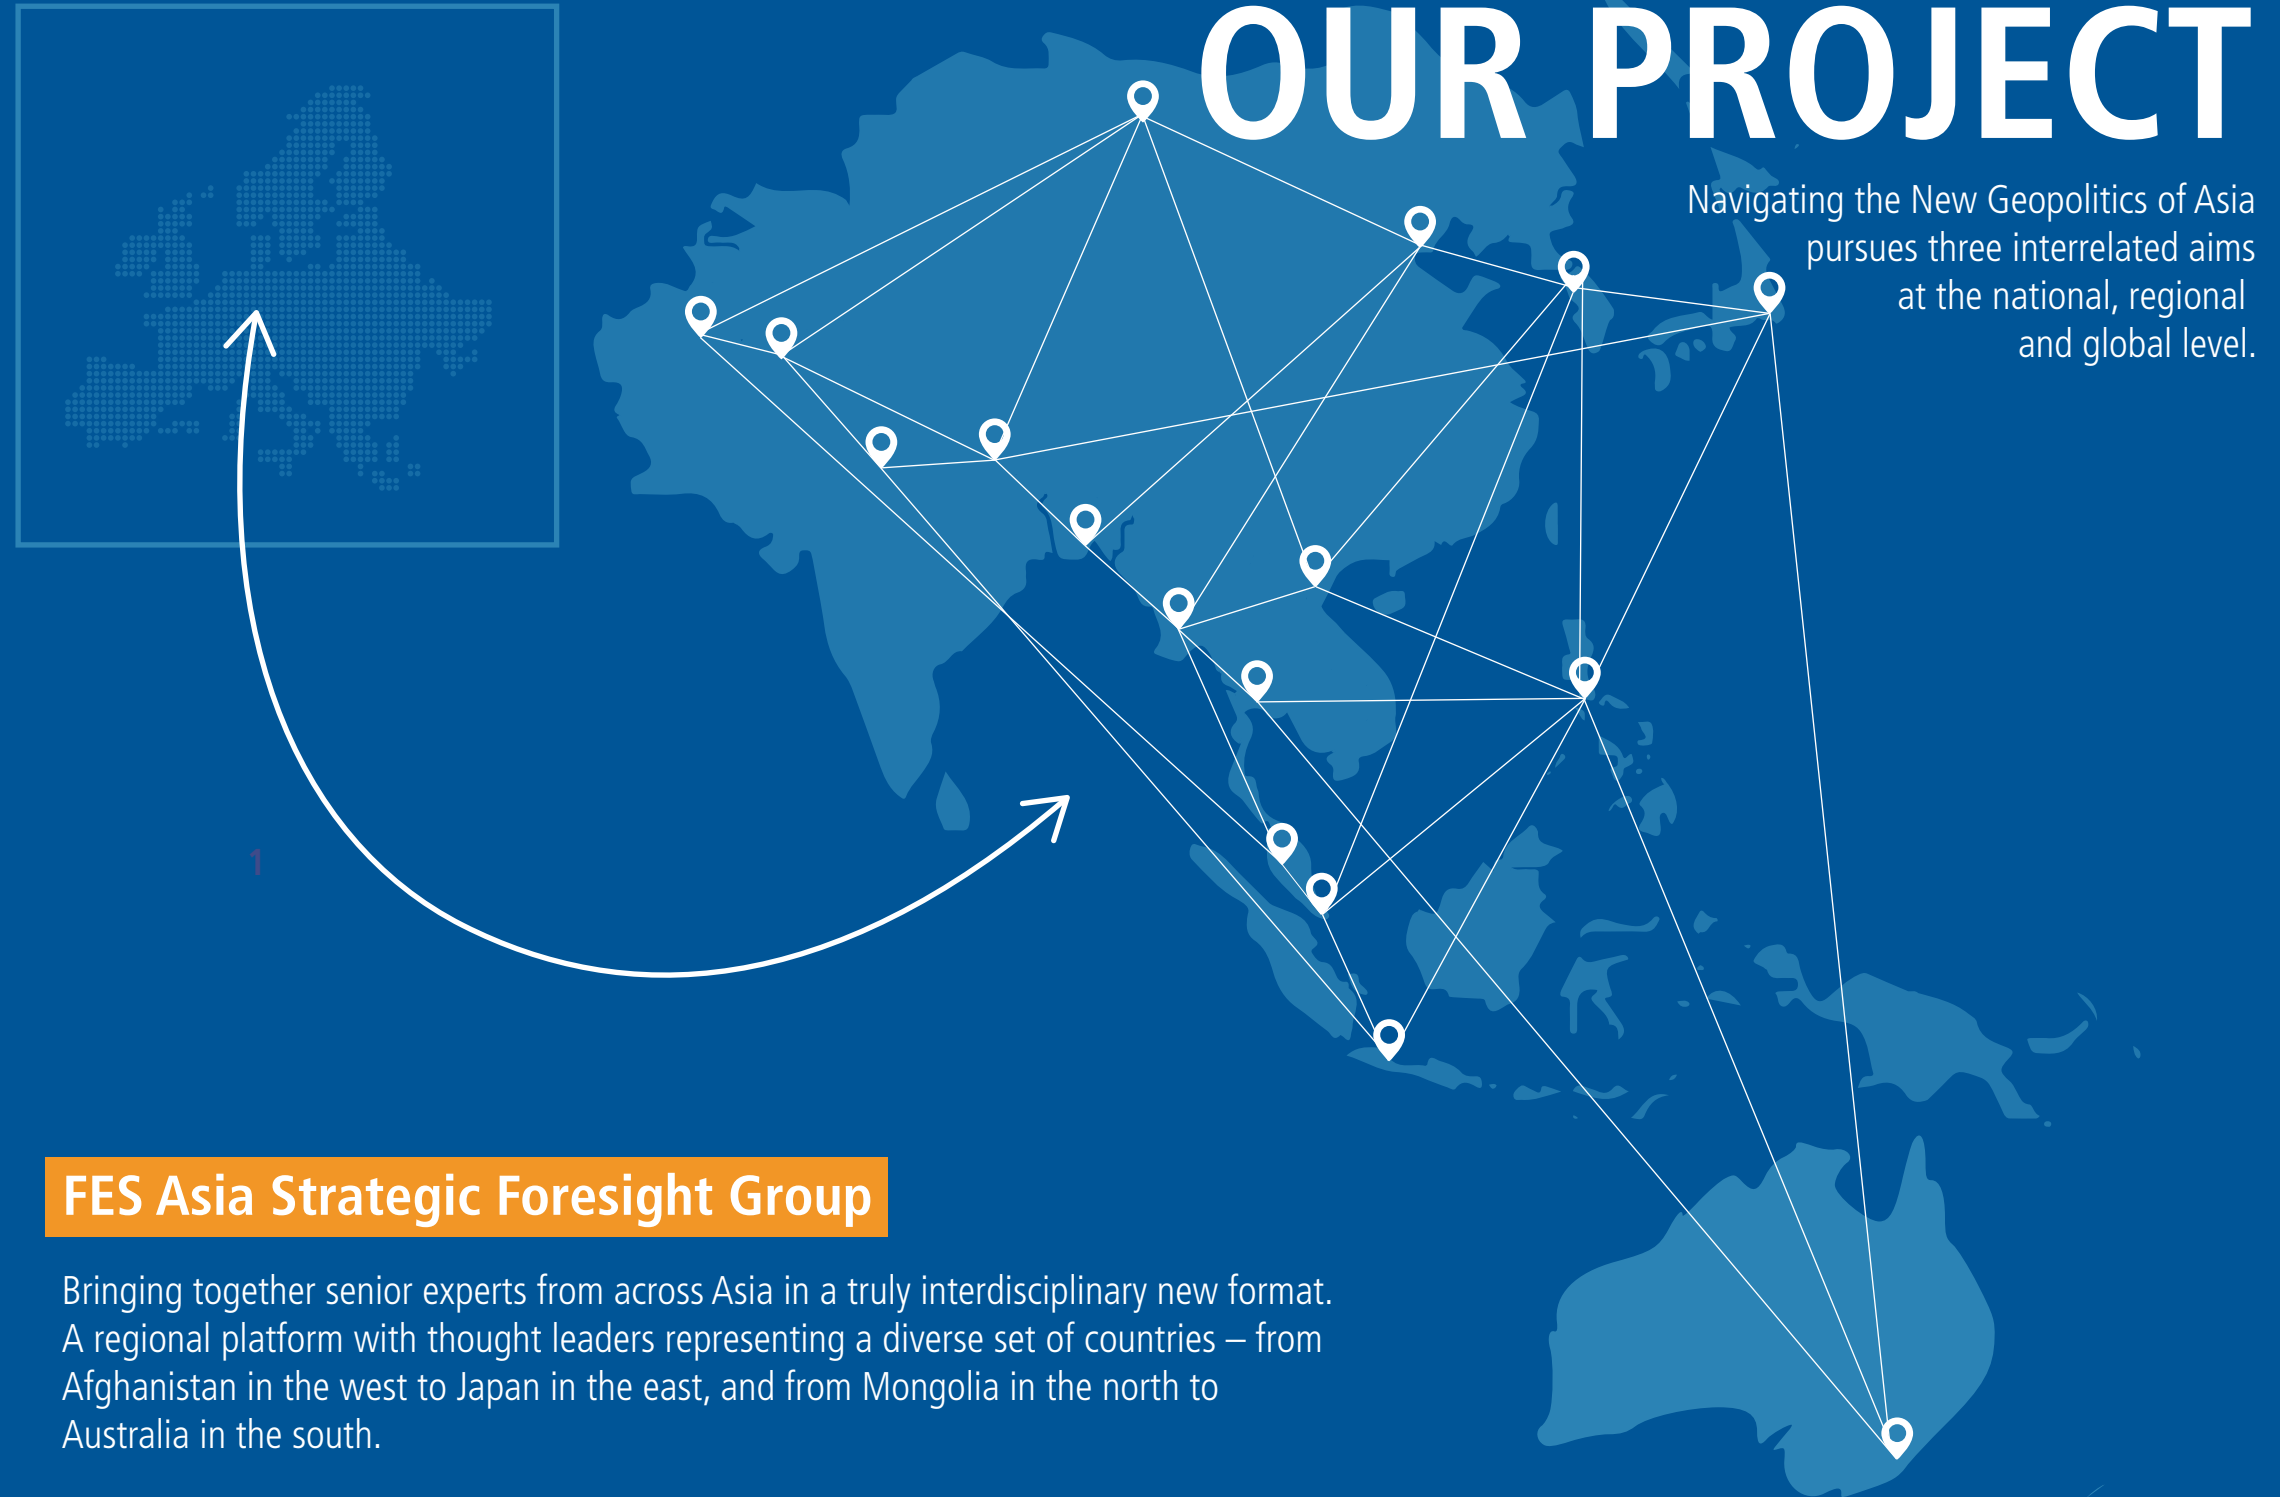 OUR PROJECT
Navigating the New Geopolitics of Asia
pursues three interrelated aims
at the national, regional
and global level.
1
FES Asia Strategic Foresight Group
Bringing together senior experts from across Asia in a truly interdisciplinary new format.
A regional platform with thought leaders representing a diverse set of countries – from
Afghanistan in the west to Japan in the east, and from Mongolia in the north to
Australia in the south.